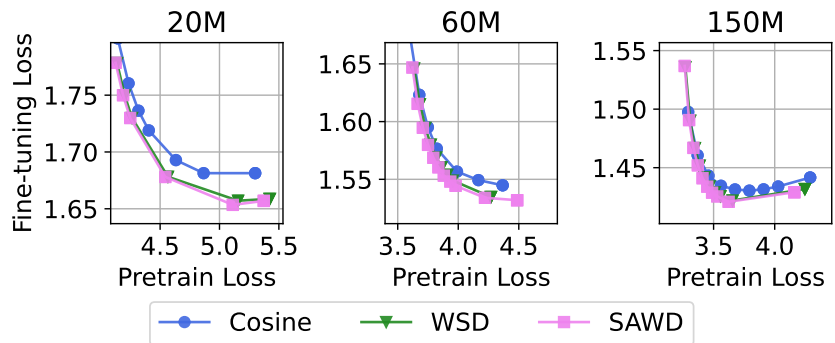 20M
60M
150M
Fine-tuning Loss
1.75
1.70
1.65
4.5 5.0 5.5
Pretrain Loss
1.65
1.60
1.55
3.5 4.0 4.5
Pretrain Loss
1.55
1.50
1.45
3.5 4.0
Pretrain Loss
Cosine WSD SAWD